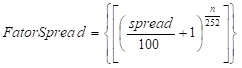 FatorSpread = {[(spread/100 + 1)^(n/252)]}